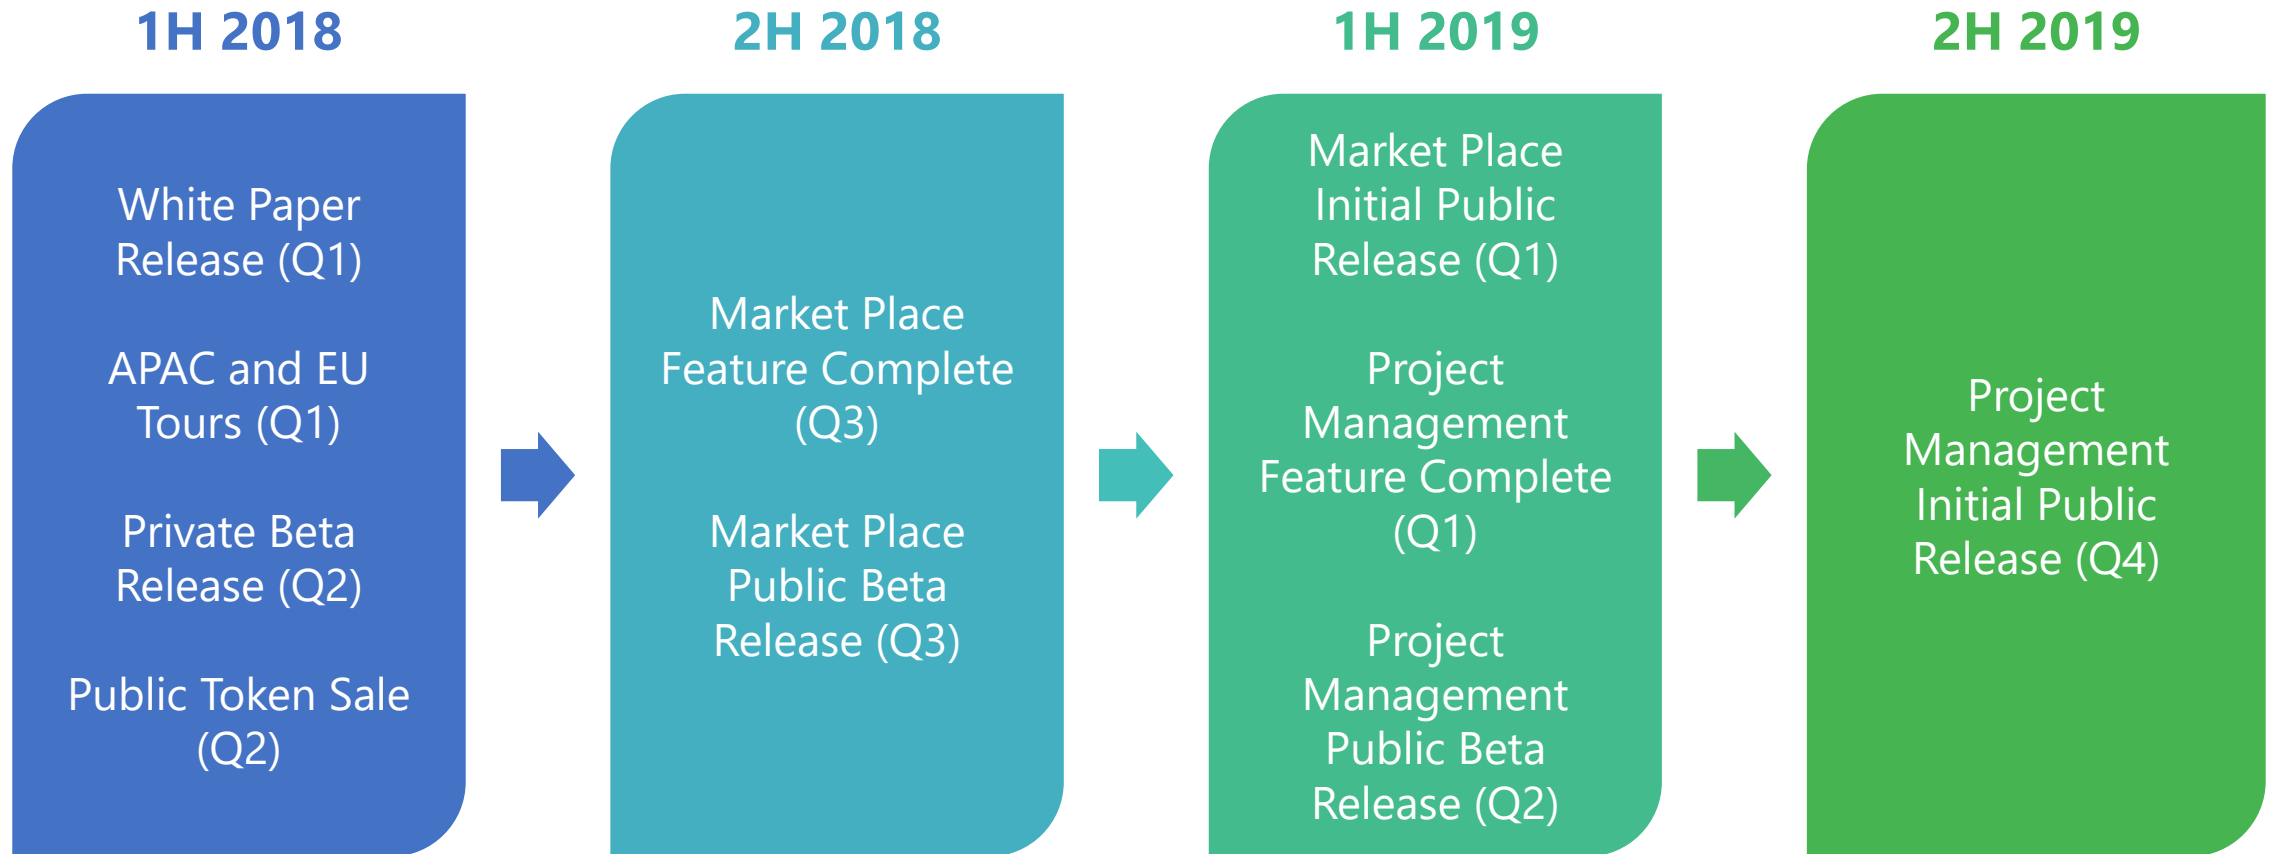 1H 2018
White Paper
Release (Q1)
APAC and EU
Tours (Q1)
Private Beta
Release (Q2)
Public Token Sale
(Q2)
2H 2018
Market Place
Feature Complete
(Q3)
Market Place
Public Beta
Release (Q3)
1H 2019
Market Place
Initial Public
Release (Q1)
Project
Management
Feature Complete
(Q1)
Project
Management
Public Beta
Release (Q2)
2H 2019
Project
Management
Initial Public
Release (Q4)